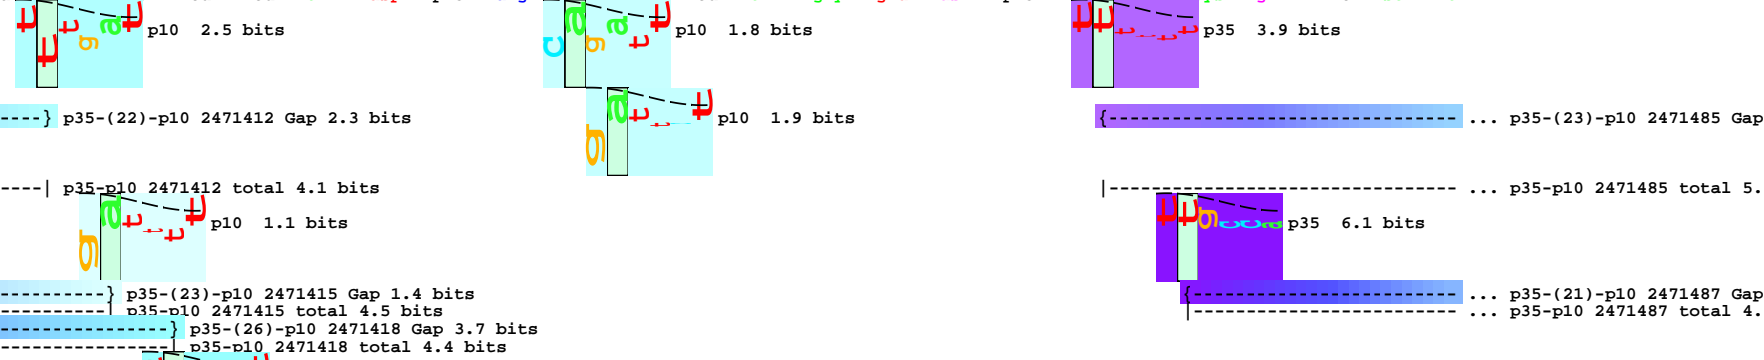 p10 2.5 bits
p10 1.8 bits
p35 3.9 bits
----} p35-(22)-p10 2471412 Gap 2.3 bits
p10 1.9 bits
{--------------------------------- ... p35-(23)-p10 2471485 Gap
----| p35-p10 2471412 total 4.1 bits
|--------------------------------- ... p35-p10 2471485 total 5.
p10 1.1 bits
p35 6.1 bits
----------} p35-(23)-p10 2471415 Gap 1.4 bits
{------------------------- ... p35-(21)-p10 2471487 Gap
----------| p35-p10 2471415 total 4.5 bits
|------------------------- ... p35-p10 2471487 total 4.
----------------} p35-(26)-p10 2471418 Gap 3.7 bits
----------------| p35-p10 2471418 total 4.4 bits